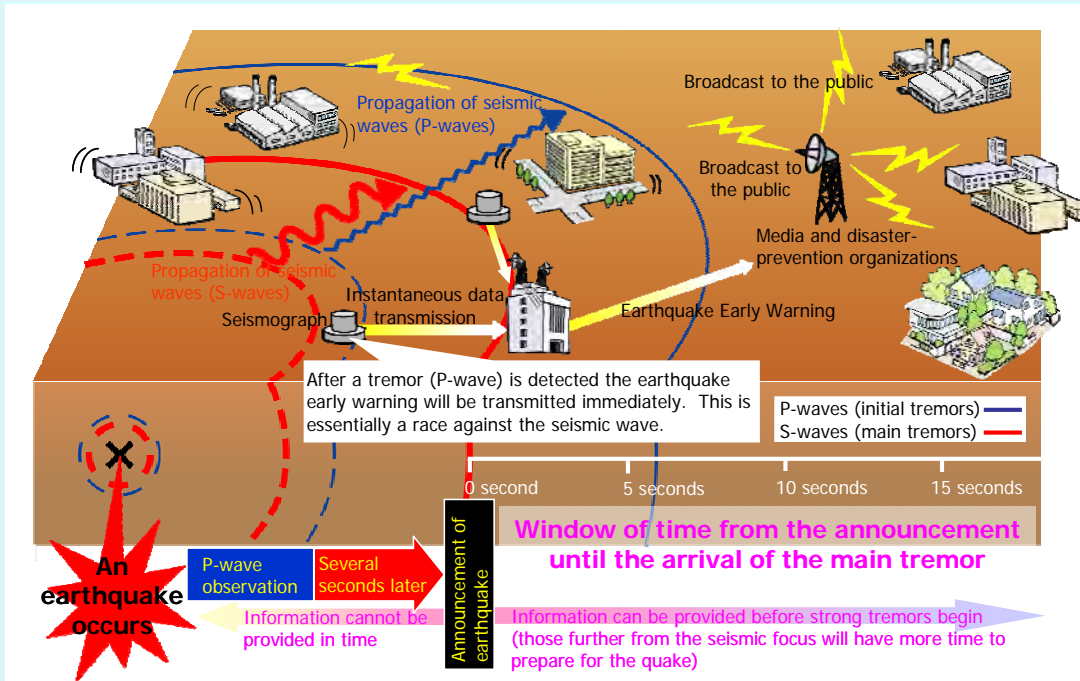 Broadcast to the public
Propagation of seismic
waves (P-waves)
Broadcast to
the public
Media and disaster-
prevention organizations
Propagation of seismic
waves (S-waves)
Instantaneous data
transmission
Seismograph
Earthquake Early Warning
After a tremor (P-wave) is detected the earthquake
early warning will be transmitted immediately. This is
essentially a race against the seismic wave.
P-waves (initial tremors)
S-waves (main tremors)
0 second
5 seconds
10 seconds
15 seconds
An
earthquake
occurs
P-wave
observation
Several
seconds later
Announcement of
earthquake
Window of time from the announcement
until the arrival of the main tremor
Information cannot be
provided in time
Information can be provided before strong tremors begin
(those further from the seismic focus will have more time to
prepare for the quake)